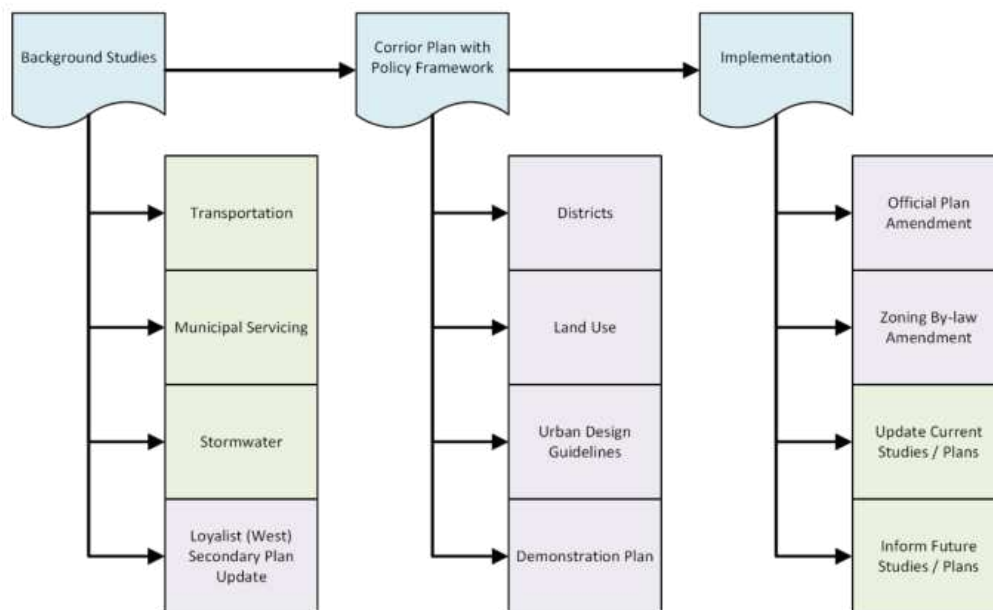 Background Studies
Corrior Plan with
Policy Framework
Implementation
Transportation
Municipal Servicing
Stormwater
Loyalist (West)
Secondary Plan
Update
Districts
Land Use
Urban Design
Guidelines
Demonstration Plan
Official Plan
Amendment
Zoning By-law
Amendment
Update Current
Studies / Plans
Inform Future
Studies / Plans